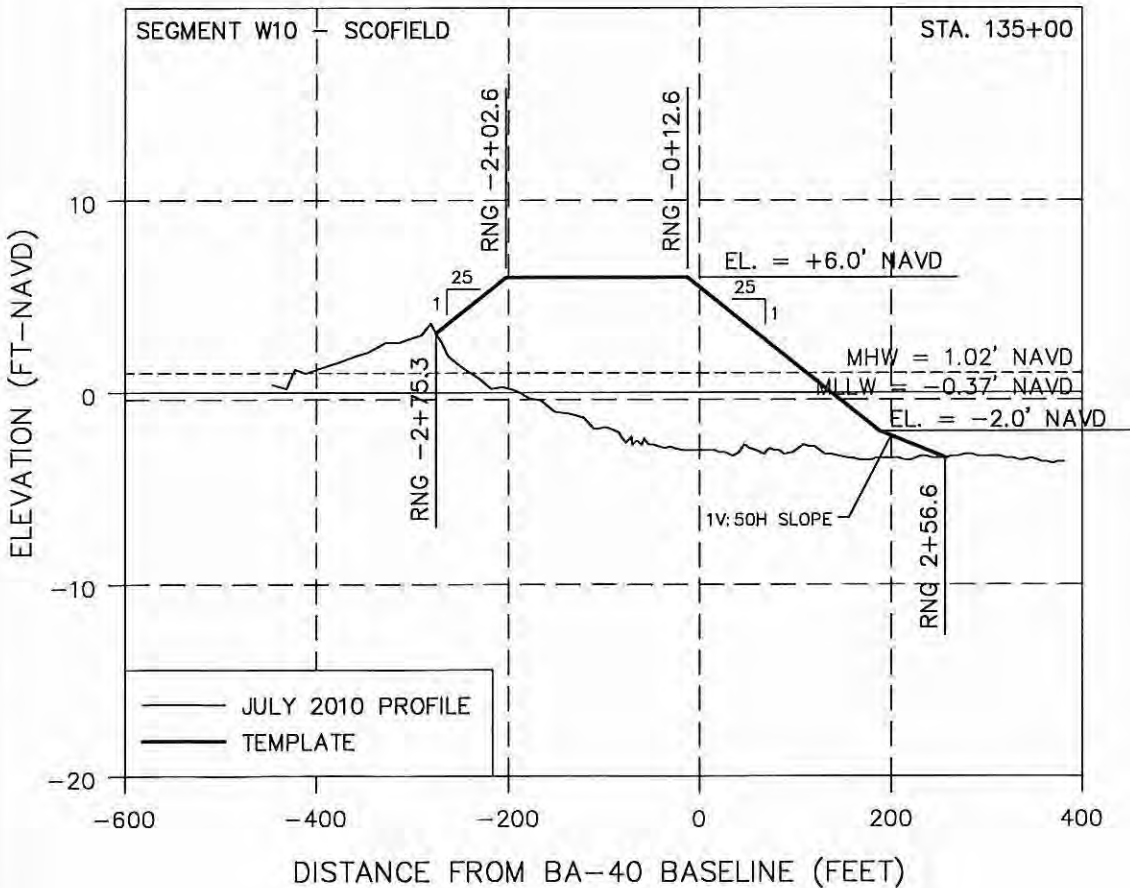 SEGMENT W10 – SCOFIELD
STA. 135+00
RNG -2+02.6
RNG -0+12.6
10
EL. = +6.0' NAVD
25
1
25
1
MHW = 1.02' NAVD
0
MLLW = -0.37' NAVD
EL. = -2.0' NAVD
RNG -2+75.3
1V:50H SLOPE
RNG 2+56.6
-10
JULY 2010 PROFILE
TEMPLATE
-20
-600
-400
-200
0
200
400
ELEVATION (FT-NAVD)
DISTANCE FROM BA-40 BASELINE (FEET)